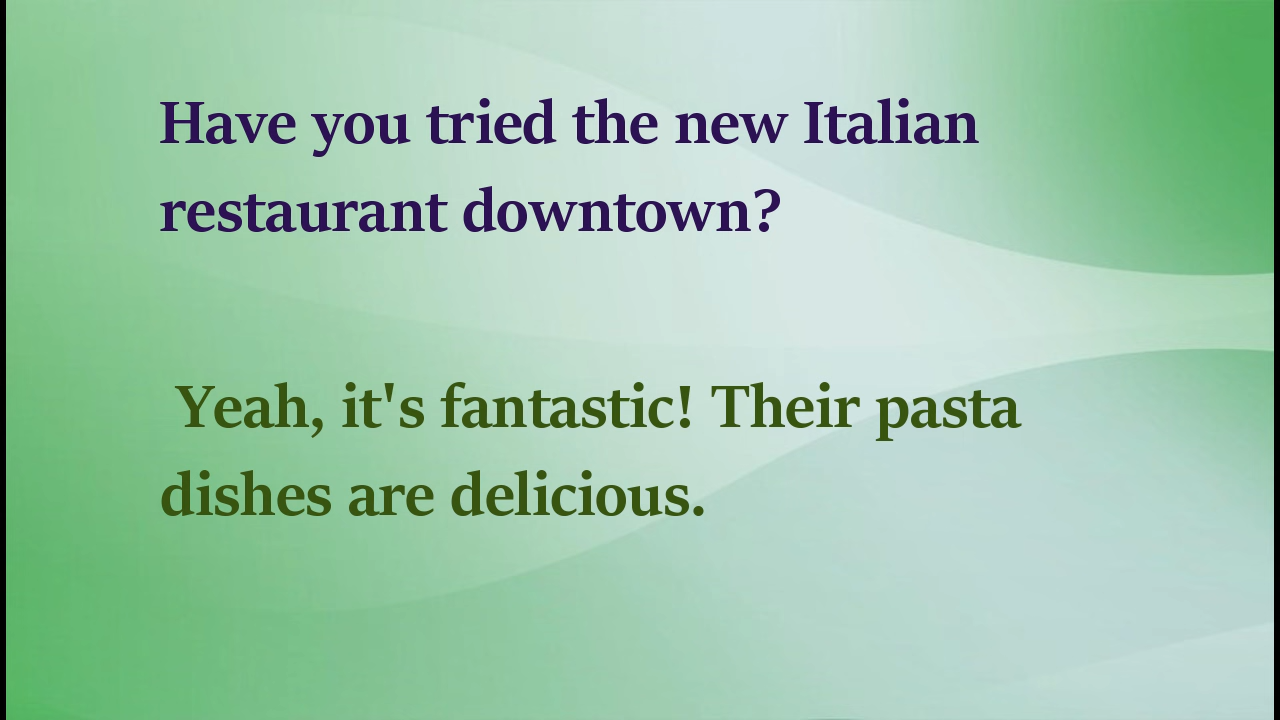 Have you tried the new Italian
restaurant downtown?
Yeah, it's fantastic! Their pasta
dishes are delicious.